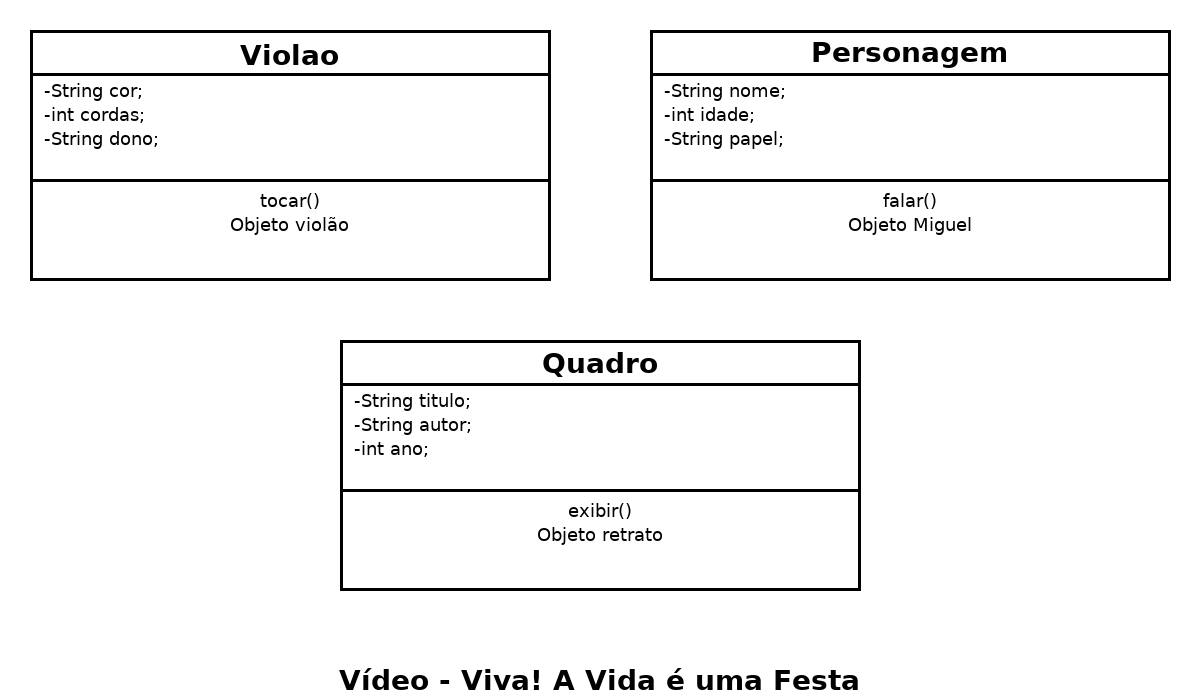 Violao
-String cor;
-int cordas;
-String dono;
tocar()
Objeto violão
Personagem
-String nome;
-int idade;
-String papel;
falar()
Objeto Miguel
Quadro
-String titulo;
-String autor;
-int ano;
exibir()
Objeto retrato
Vídeo - Viva! A Vida é uma Festa